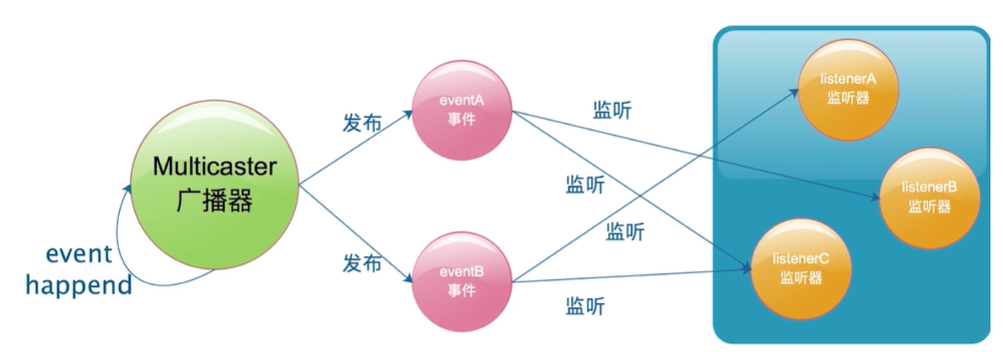 Multicaster
广播器
event
happend
发布
发布
eventA
事件
eventB
事件
监听
监听
监听
监听
listenerA
监听器
listenerB
监听器
listenerC
监听器